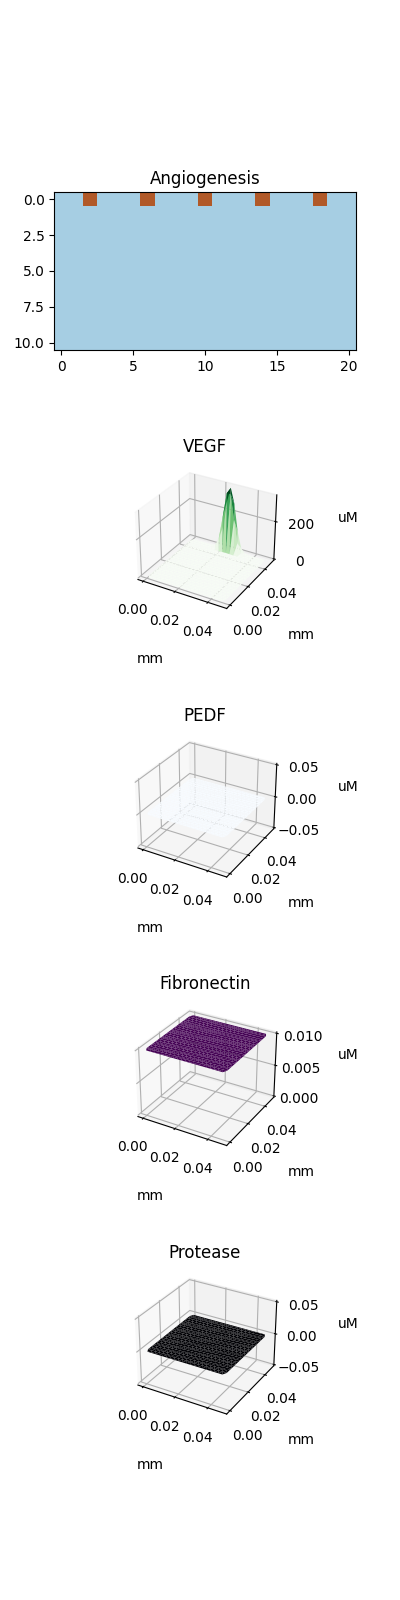 Angiogenesis
0.0
2.5
5.0
7.5
10.0
0 5 10 15 20
VEGF
uM
200
0
0.04
0.02
0.00
mm
0.00 0.02 0.04
mm
PEDF
0.05
uM
0.00
−0.05
0.04
0.02
0.00
mm
0.00 0.02 0.04
mm
Fibronectin
0.010
uM
0.005
0.000
0.04
0.02
0.00
mm
0.00 0.02 0.04
mm
Protease
0.05
uM
0.00
−0.05
0.04
0.02
0.00
mm
0.00 0.02 0.04
mm